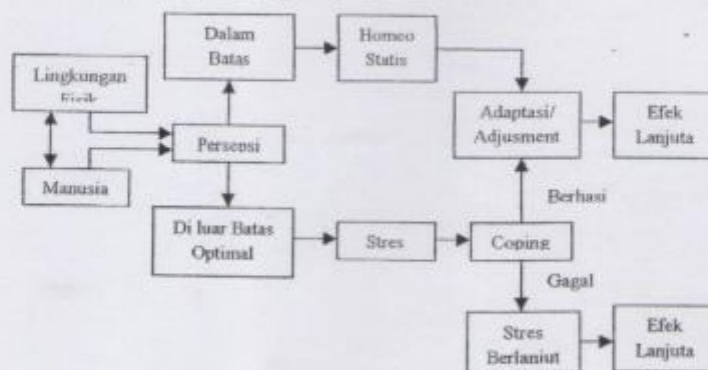 Dalam
Batas
Homeo
Statis
Lingkungan
Fisik
Adaptasi/
Adjusment
Efek
Lanjuta
Persepsi
Manusia
Berhasi
Di luar Batas
Optimal
Stres
Coping
Gagal
Stres
Berlanjut
Efek
Lanjuta